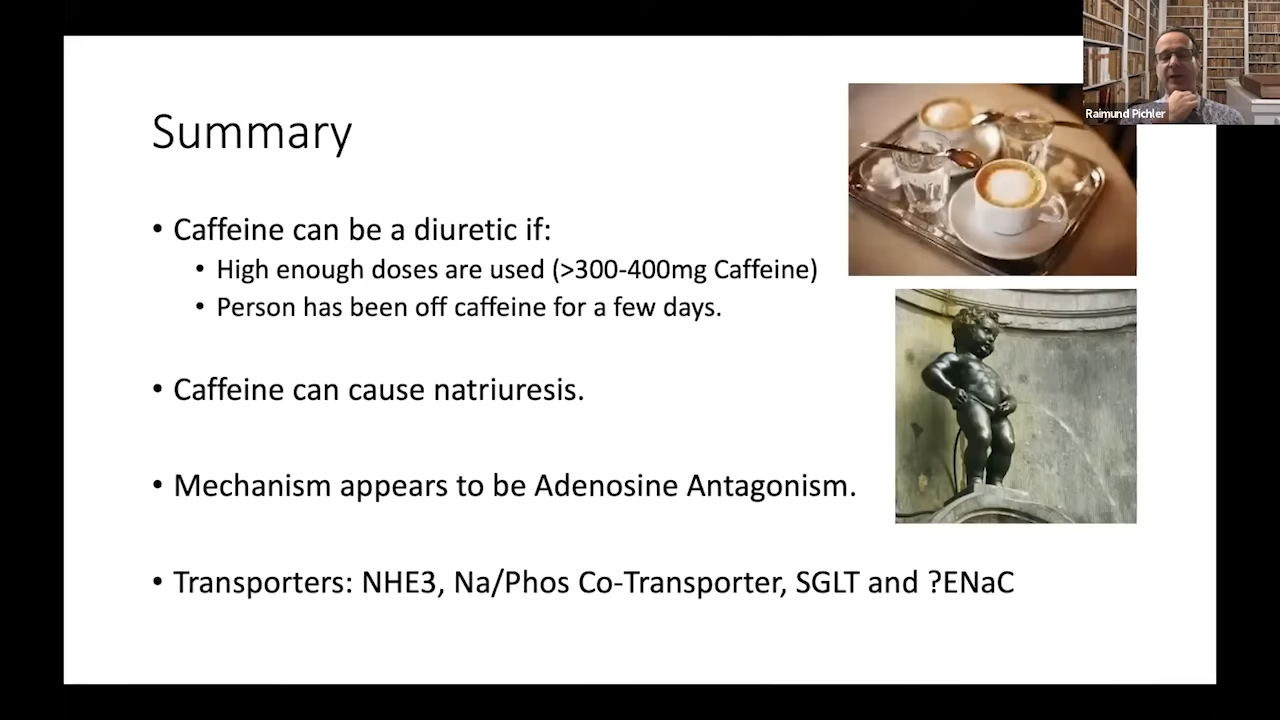 Raimund Pichler
Summary
• Caffeine can be a diuretic if:
• High enough doses are used (>300-400mg Caffeine)
• Person has been off caffeine for a few days.
• Caffeine can cause natriuresis.
• Mechanism appears to be Adenosine Antagonism.
• Transporters: NHE3, Na/Phos Co-Transporter, SGLT and ?ENaC